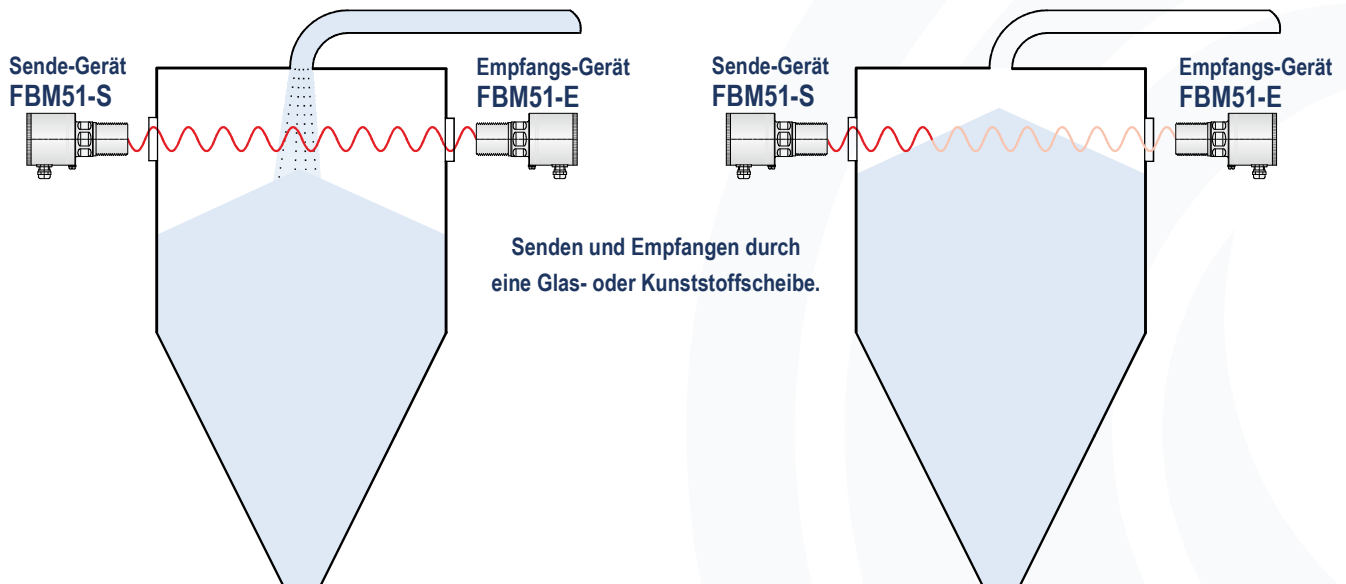 Sende-Gerät
FBM51-S
Empfangs-Gerät
FBM51-E
Senden und Empfangen durch
eine Glas- oder Kunststoffscheibe.
Sende-Gerät
FBM51-S
Empfangs-Gerät
FBM51-E